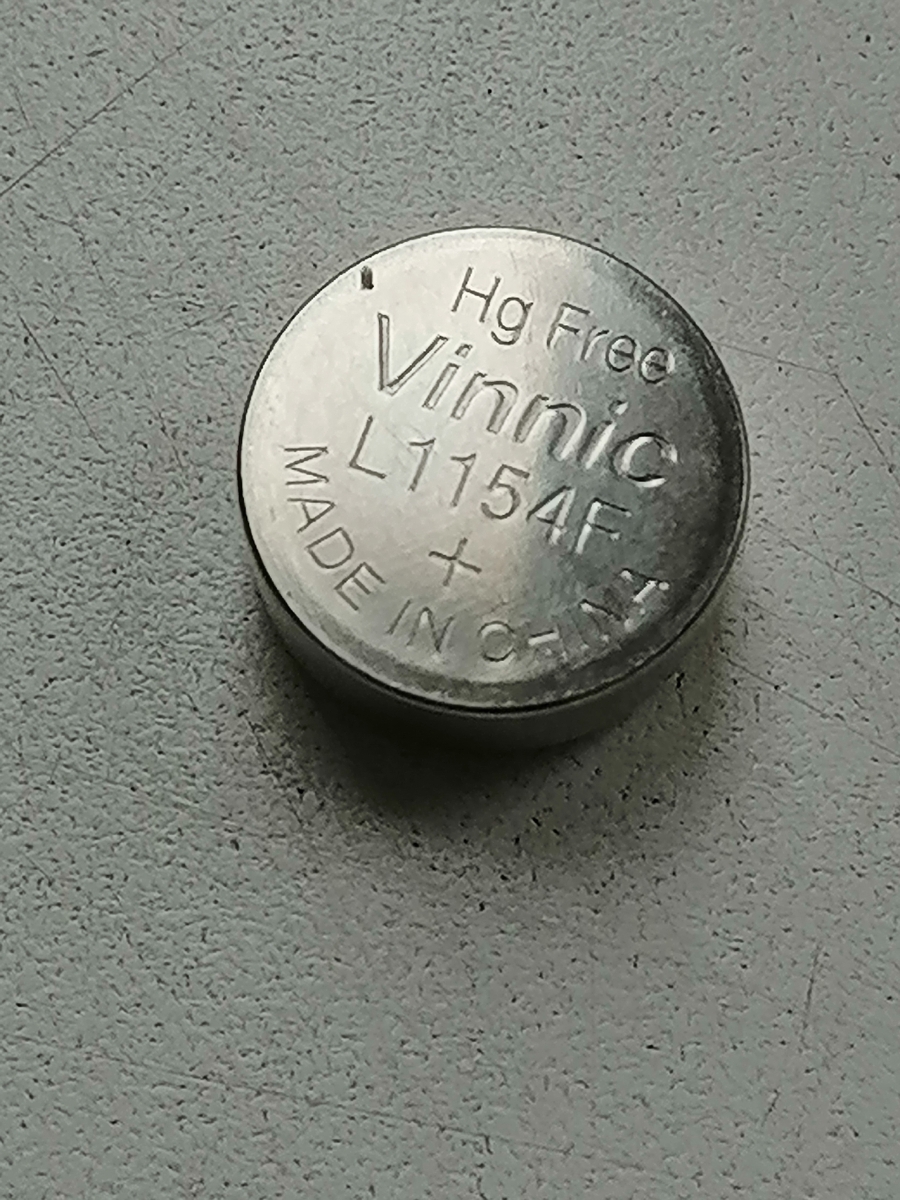 Hg Free
Vinnic
L1154F
+
MADE IN CHINA